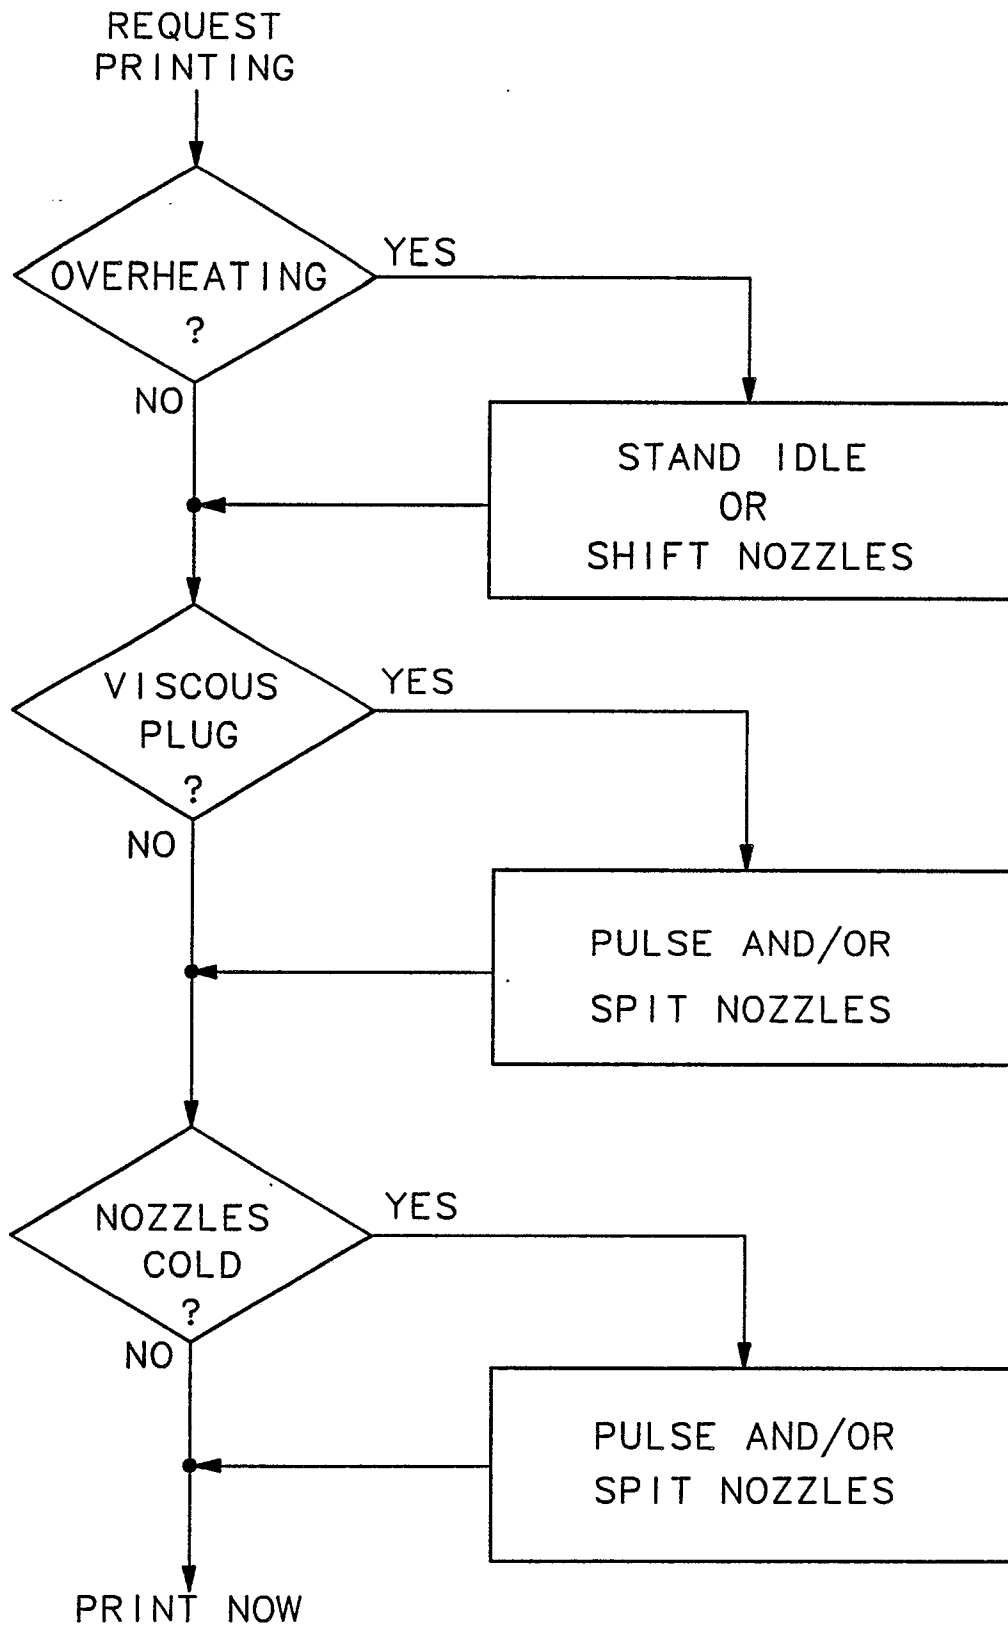 REQUEST
PRINTING
YES
OVERHEATING
?
NO
STAND IDLE
OR
SHIFT NOZZLES
YES
VISCOUS
PLUG
?
NO
PULSE AND/OR
SPIT NOZZLES
YES
NOZZLES
COLD
?
NO
PULSE AND/OR
SPIT NOZZLES
PRINT NOW